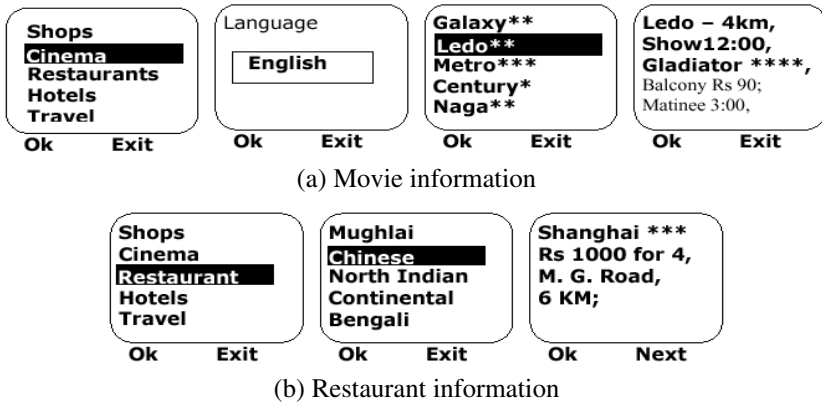 Shops
Cinema
Restaurants
Hotels
Travel
Ok Exit
Language
English
Ok Exit
Galaxy**
Ledo**
Metro***
Century*
Naga**
Ok Exit
Ledo – 4km,
Show12:00,
Gladiator ****,
Balcony Rs 90;
Matinee 3:00,
Ok Exit
(a) Movie information
Shops
Cinema
Restaurant
Hotels
Travel
Ok Exit
Mughlai
Chinese
North Indian
Continental
Bengali
Ok Exit
Shanghai ***
Rs 1000 for 4,
M. G. Road,
6 KM;
Ok Next
(b) Restaurant information